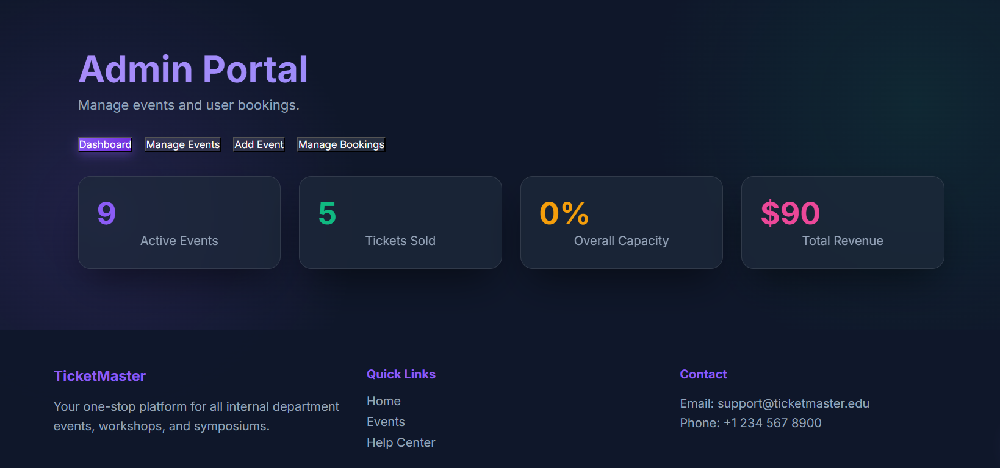 Admin Portal
Manage events and user bookings.
Dashboard Manage Events Add Event Manage Bookings
9
Active Events
5
Tickets Sold
0%
Overall Capacity
$90
Total Revenue
TicketMaster
Your one-stop platform for all internal department
events, workshops, and symposiums.
Quick Links
Home
Events
Help Center
Contact
Email: support@ticketmaster.edu
Phone: +1 234 567 8900